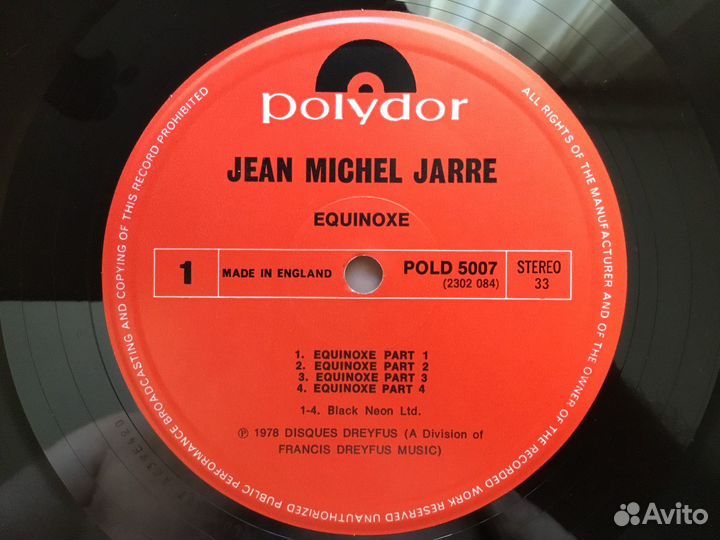 polydor
JEAN MICHEL JARRE
EQUINOXE
1
MADE IN ENGLAND
POLD 5007
(2302 084)
STEREO
33
1. EQUINOXE PART 1
2. EQUINOXE PART 2
3. EQUINOXE PART 3
4. EQUINOXE PART 4
1-4. Black Neon Ltd.
℗ 1978 DISQUES DREYFUS (A Division of
FRANCIS DREYFUS MUSIC)
ALL RIGHTS OF THE MANUFACTURER AND OF THE OWNER OF THE RECORDED WORK RESERVED UNAUTHORIZED PUBLIC PERFORMANCE BROADCASTING AND COPYING OF THIS RECORD PROHIBITED
Avito